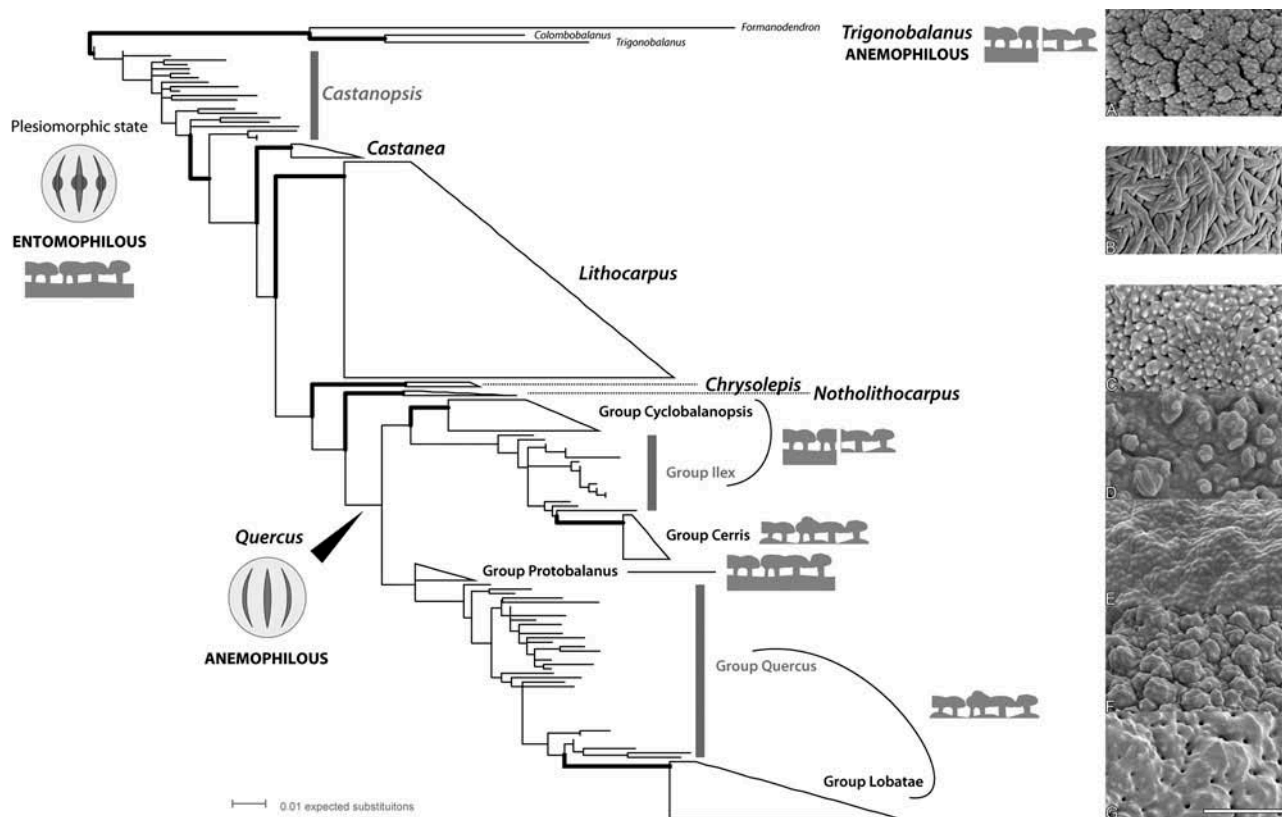 Formanodendron
Colombobalanus
Trigonobalanus
Trigonobalanus
ANEMOPHILOUS
A
Castanopsis
Plesiomorphic state
Castanea
B
ENTOMOPHILOUS
Lithocarpus
C
Chrysolepis
Notholithocarpus
Group Cyclobalanopsis
Group Ilex
D
Group Cerris
Quercus
Group Protobalanus
E
ANEMOPHILOUS
Group Quercus
F
Group Lobatae
0.01 expected substituitons
G